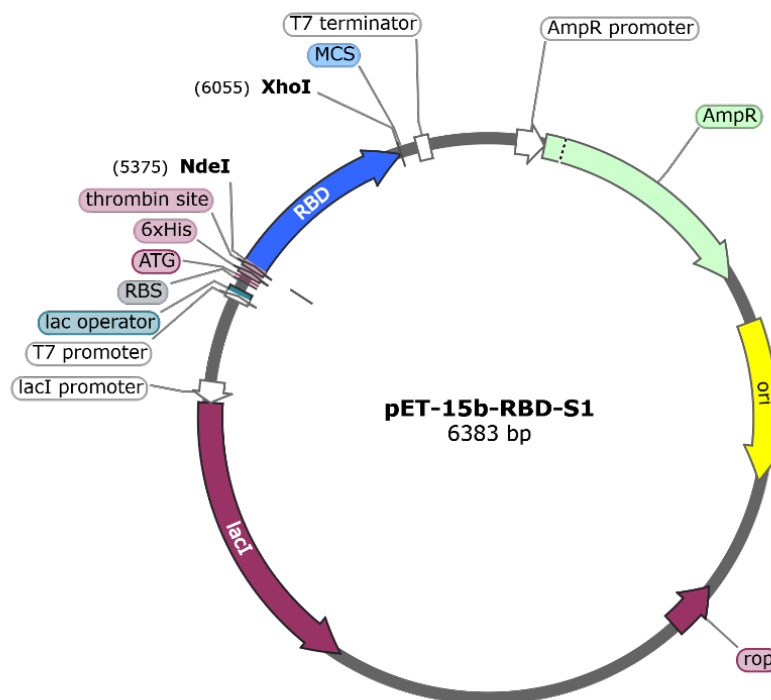 T7 terminator
AmpR promoter
MCS
(6055) XhoI
AmpR
(5375) NdeI
thrombin site
RBD
6xHis
ATG
RBS
lac operator
T7 promoter
lacI promoter
ori
pET-15b-RBD-S1
6383 bp
lacI
rop